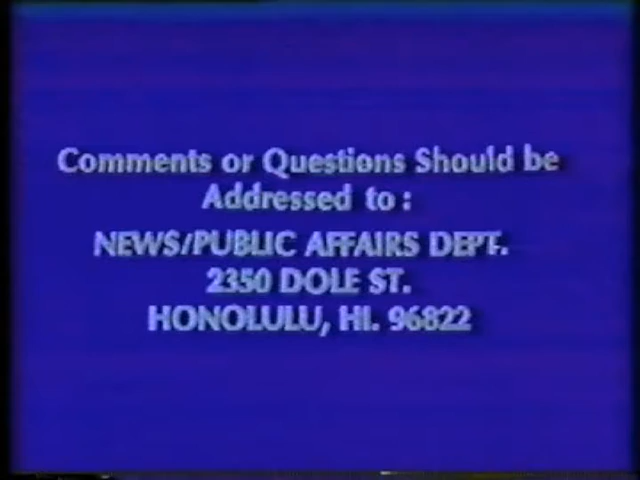 Comments or Questions Should be
Addressed to:
NEWS/PUBLIC AFFAIRS DEPT.
2350 DOLE ST.
HONOLULU, HI. 96822